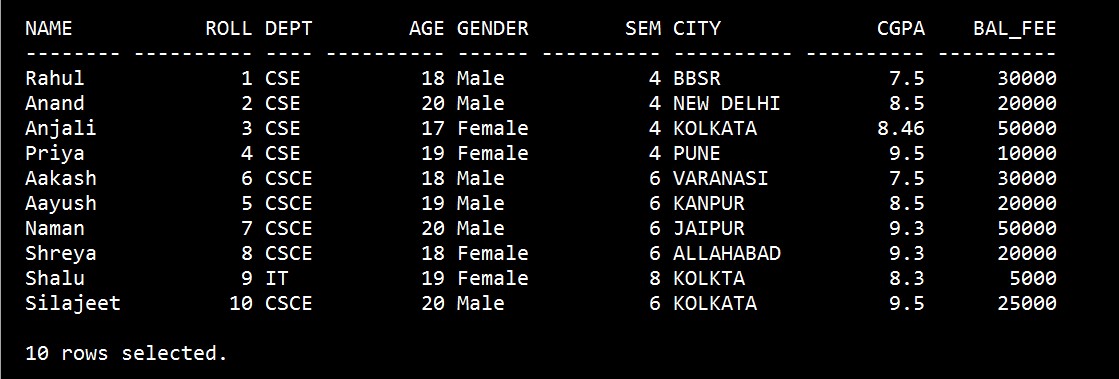 NAME ROLL DEPT AGE GENDER SEM CITY CGPA BAL_FEE
-------- ---------- ---- ---------- ------ ---------- ---------- ---------- ----------
Rahul 1 CSE 18 Male 4 BBSR 7.5 30000
Anand 2 CSE 20 Male 4 NEW DELHI 8.5 20000
Anjali 3 CSE 17 Female 4 KOLKATA 8.46 50000
Priya 4 CSE 19 Female 4 PUNE 9.5 10000
Aakash 6 CSCE 18 Male 6 VARANASI 7.5 30000
Aayush 5 CSCE 19 Male 6 KANPUR 8.5 20000
Naman 7 CSCE 20 Male 6 JAIPUR 9.3 50000
Shreya 8 CSCE 18 Female 6 ALLAHABAD 9.3 20000
Shalu 9 IT 19 Female 8 KOLKTA 8.3 5000
Silajeet 10 CSCE 20 Male 6 KOLKATA 9.5 25000
10 rows selected.